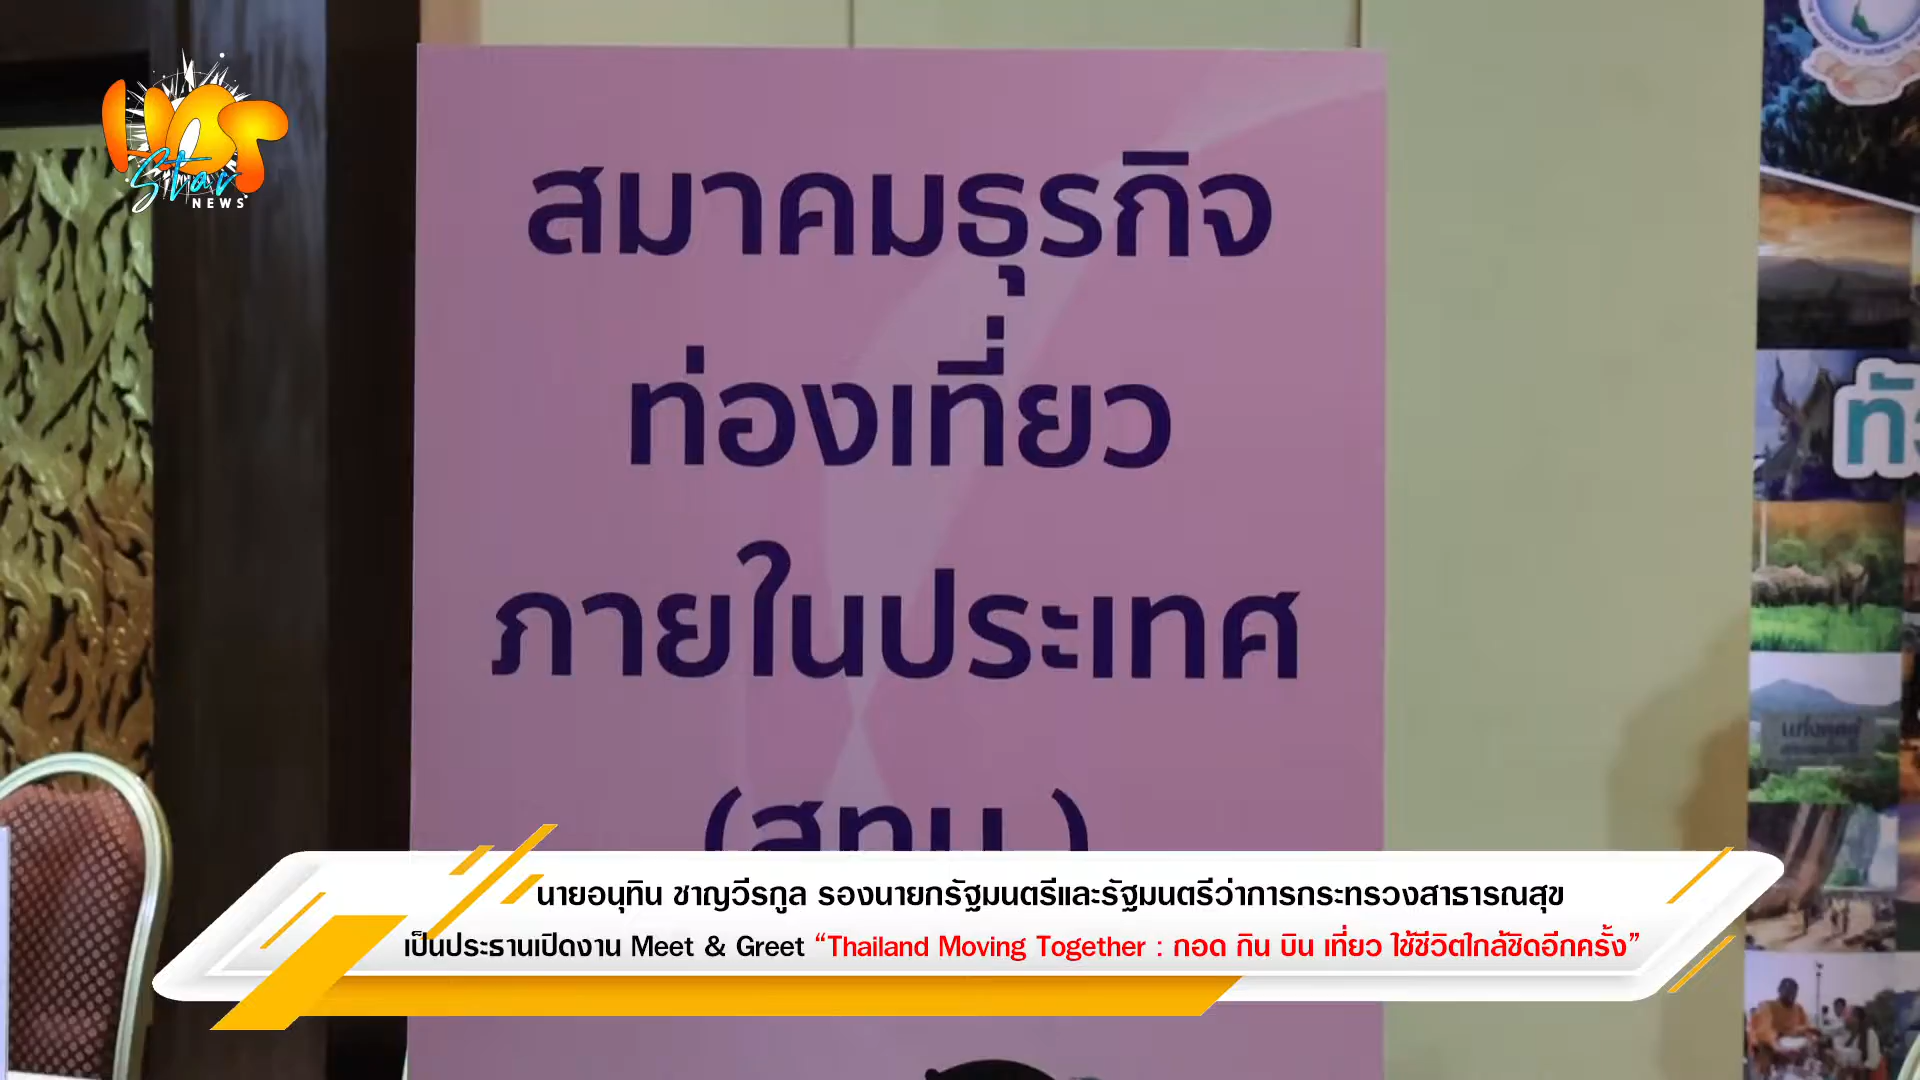 HOT
Star
NEWS
สมาคมธุรกิจ
ท่องเที่ยว
ภายในประเทศ
ทั
นายอนุทิน ชาญวีรกูล รองนายกรัฐมนตรีและรัฐมนตรีว่าการกระทรวงสาธารณสุข
เป็นประธานเปิดงาน Meet & Greet “Thailand Moving Together : กอด กิน บิน เที่ยว ใช้ชีวิตใกล้ชิดอีกครั้ง”